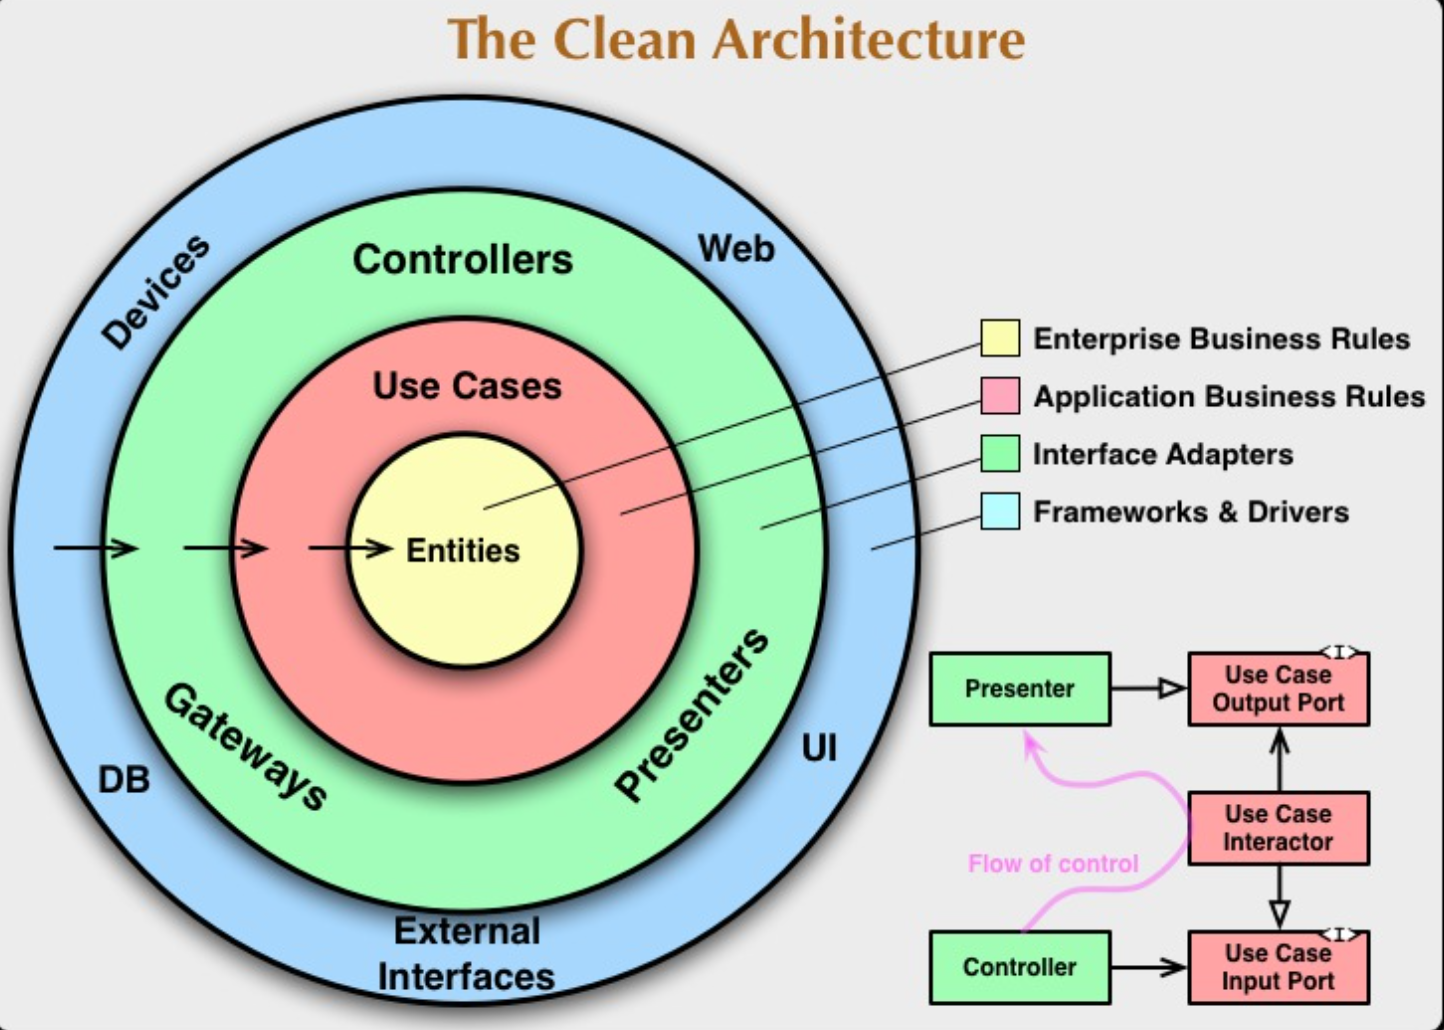 The Clean Architecture
Devices
Controllers
Web
Use Cases
Entities
Gateways
Presenters
DB
UI
External
Interfaces
Enterprise Business Rules
Application Business Rules
Interface Adapters
Frameworks & Drivers
Presenter
<I>
Use Case
Output Port
Use Case
Interactor
Flow of control
Controller
<I>
Use Case
Input Port